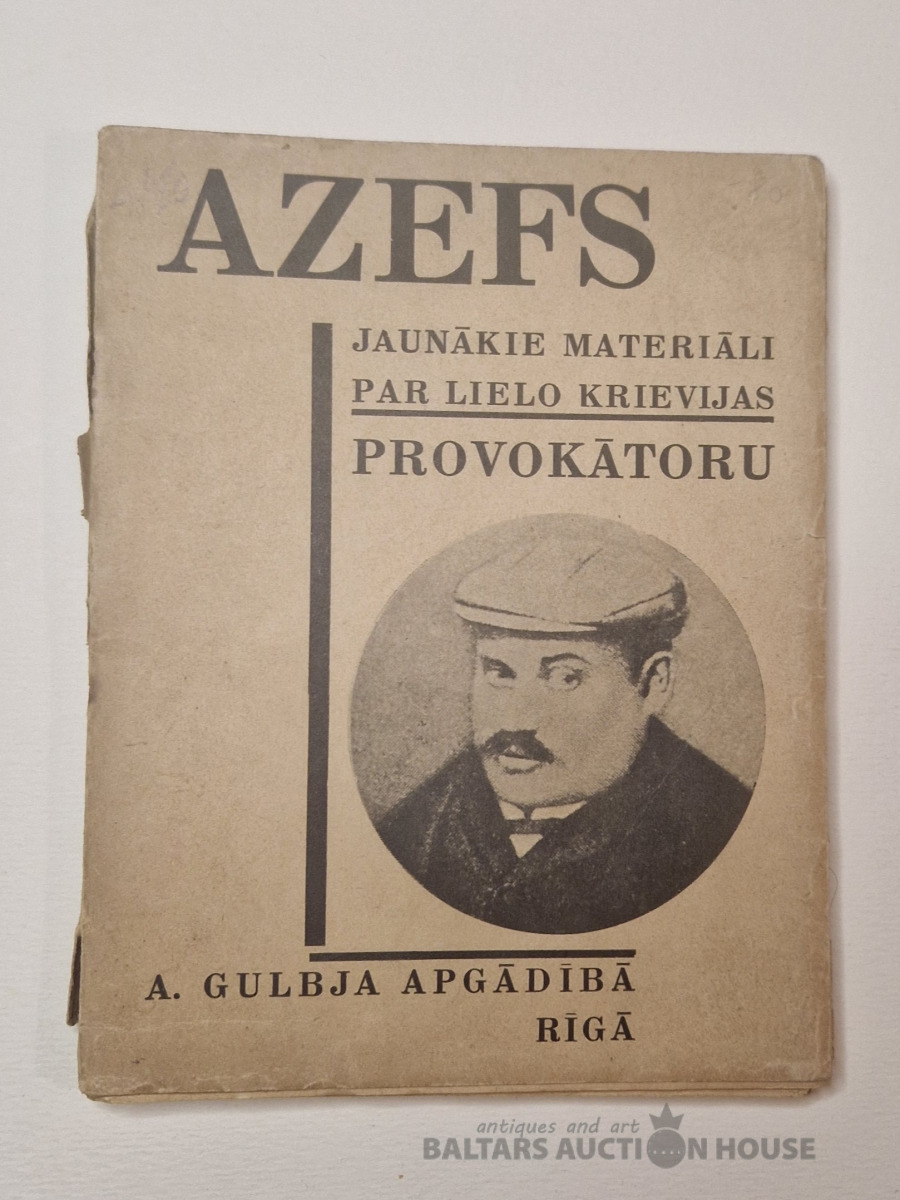 AZEFS
JAUNĀKIE MATERIĀLI
PAR LIELO KRIEVIJAS
PROVOKĀTORU
A. GULBJA APGĀDĪBĀ
RĪGĀ
antiques and art
BALTARS AUCTION HOUSE